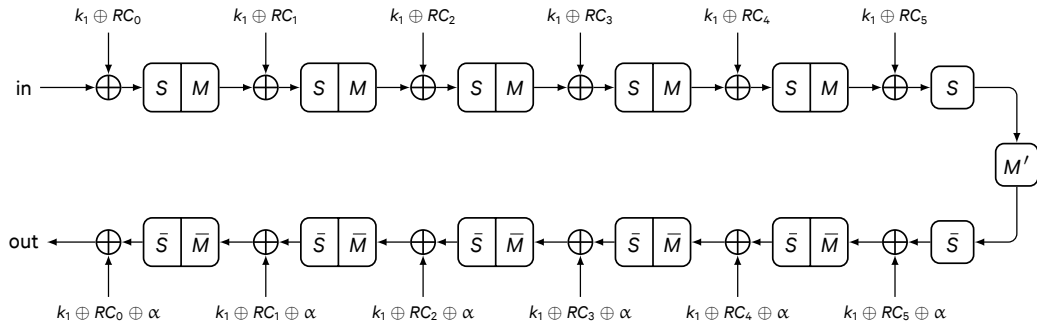 k₁ ⊕ RC₀ k₁ ⊕ RC₁ k₁ ⊕ RC₂ k₁ ⊕ RC₃ k₁ ⊕ RC₄ k₁ ⊕ RC₅
in S M S M S M S M S M S
M′
out S̄ M̄ S̄ M̄ S̄ M̄ S̄ M̄ S̄ M̄ S̄
k₁ ⊕ RC₀ ⊕ α k₁ ⊕ RC₁ ⊕ α k₁ ⊕ RC₂ ⊕ α k₁ ⊕ RC₃ ⊕ α k₁ ⊕ RC₄ ⊕ α k₁ ⊕ RC₅ ⊕ α